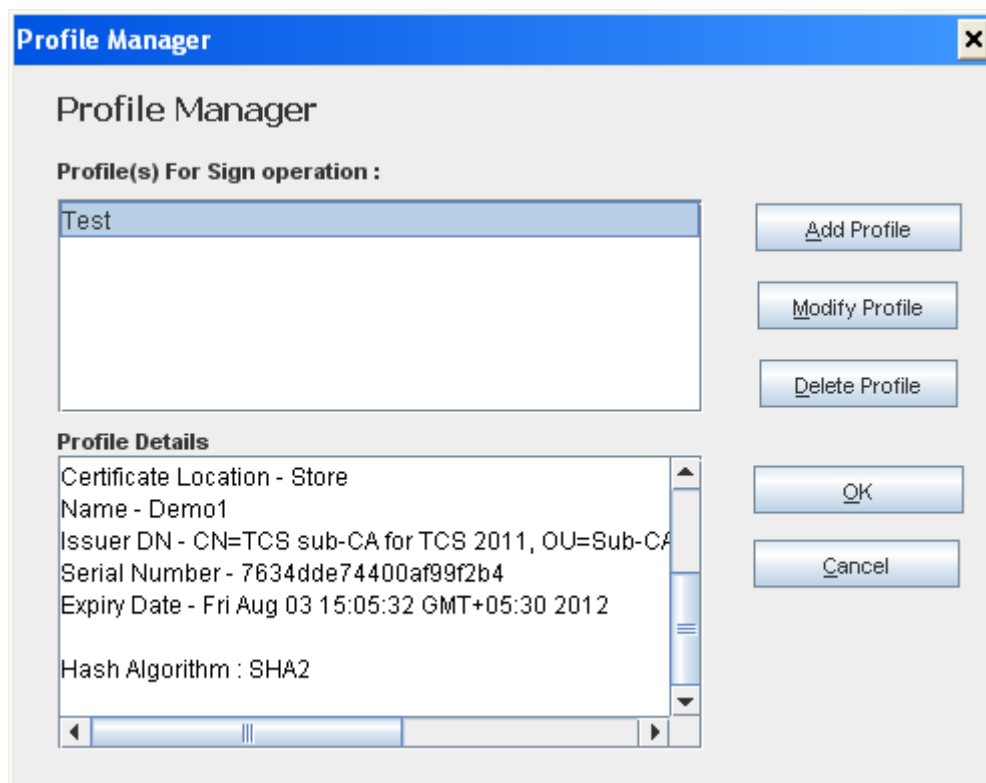 Profile Manager
Profile Manager
Profile(s) For Sign operation :
Test
Add Profile
Modify Profile
Delete Profile
Profile Details
Certificate Location - Store
Name - Demo1
Issuer DN - CN=TCS sub-CA for TCS 2011, OU=Sub-CA
Serial Number - 7634dde74400af99f2b4
Expiry Date - Fri Aug 03 15:05:32 GMT+05:30 2012
Hash Algorithm : SHA2
OK
Cancel